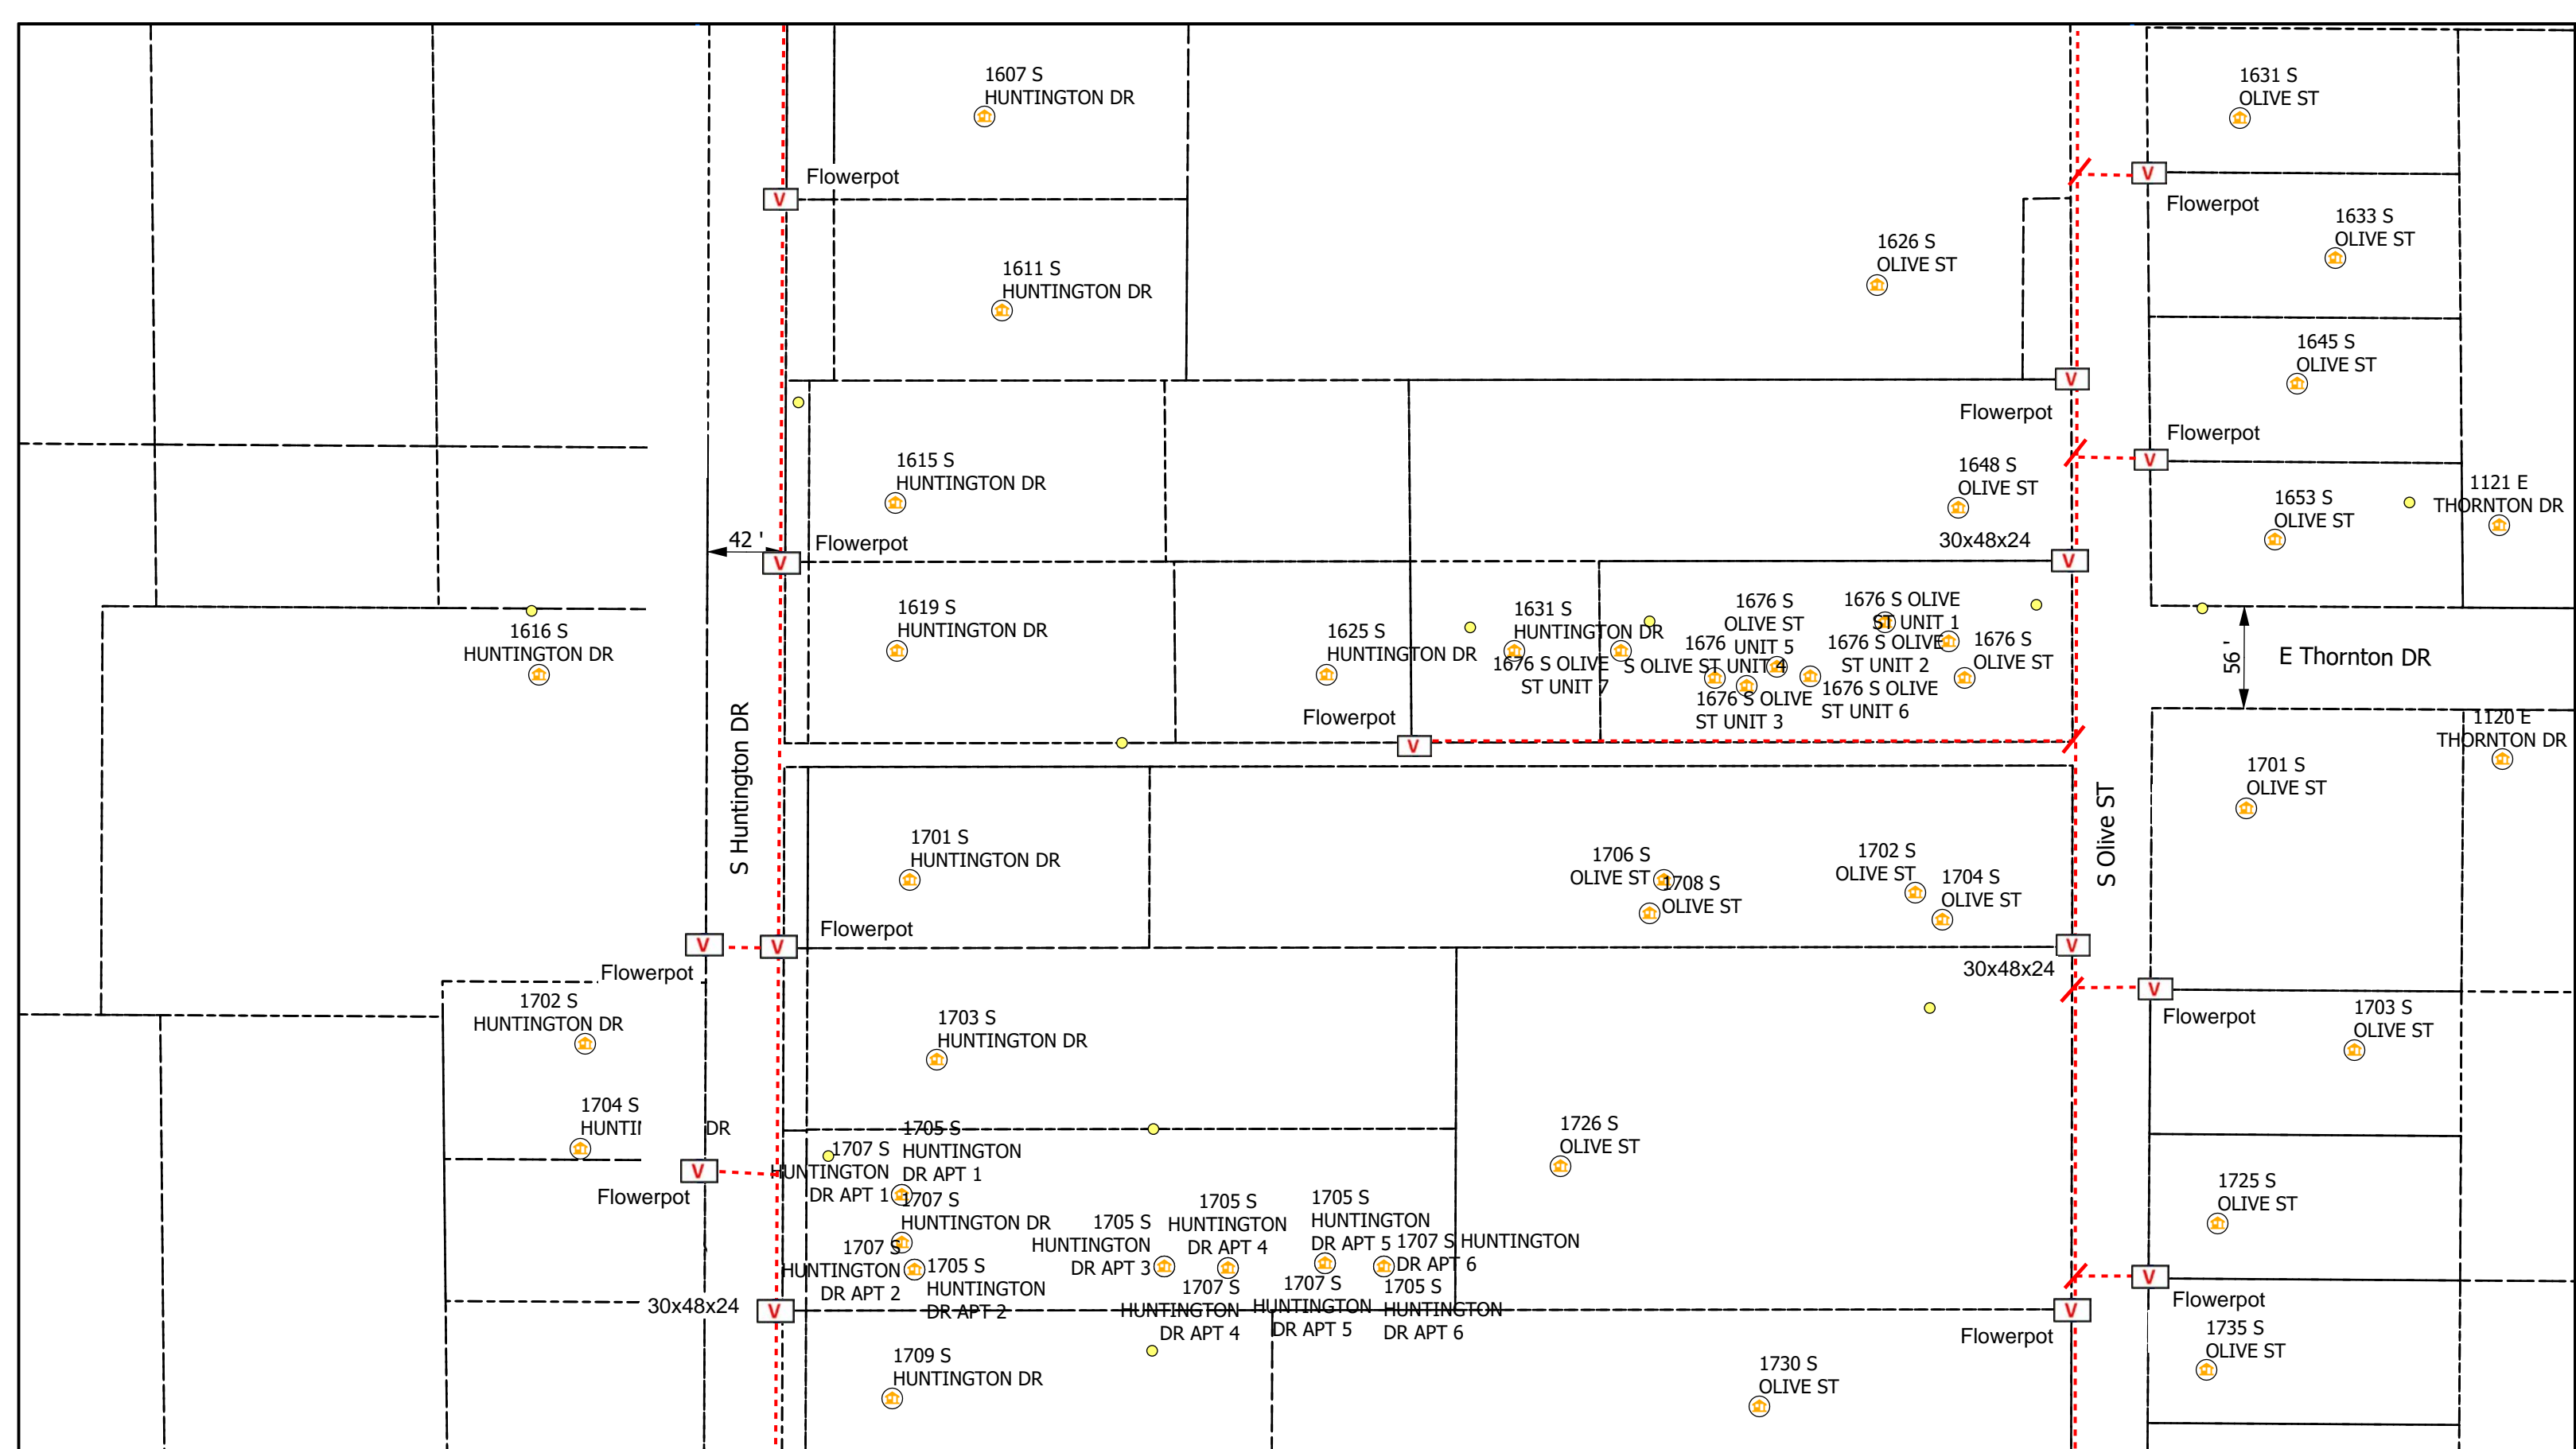 1607 S
HUNTINGTON DR
1631 S
OLIVE ST
Flowerpot
V
V
Flowerpot
1633 S
OLIVE ST
1626 S
OLIVE ST
1611 S
HUNTINGTON DR
1645 S
OLIVE ST
V
Flowerpot
Flowerpot
V
1615 S
HUNTINGTON DR
1648 S
OLIVE ST
1653 S
OLIVE ST
1121 E
THORNTON DR
42 '
Flowerpot
V
30x48x24
V
1616 S
HUNTINGTON DR
1619 S
HUNTINGTON DR
1625 S
HUNTINGTON DR
1631 S
HUNTINGTON DR
1676 S OLIVE
ST UNIT 7
1676
S OLIVE ST UNIT 4
1676 S
OLIVE ST
UNIT 5
1676 S OLIVE
ST UNIT 1
1676 S OLIVE
ST UNIT 2
1676 S
OLIVE ST
1676 S OLIVE
ST UNIT 3
1676 S OLIVE
ST UNIT 6
56 '
E Thornton DR
Flowerpot
V
S Huntington DR
S Olive ST
1120 E
THORNTON DR
1701 S
OLIVE ST
1701 S
HUNTINGTON DR
1706 S
OLIVE ST
1708 S
OLIVE ST
1702 S
OLIVE ST
1704 S
OLIVE ST
Flowerpot
V
V
Flowerpot
V
30x48x24
V
Flowerpot
1702 S
HUNTINGTON DR
1703 S
HUNTINGTON DR
1703 S
OLIVE ST
1704 S
HUNTI DR
V
Flowerpot
1707 S
HUNTINGTON
DR APT 1
1705 S
HUNTINGTON
DR APT 1
1707 S
HUNTINGTON DR
1707 S
HUNTINGTON
DR APT 2
1705 S
HUNTINGTON
DR APT 2
1705 S
HUNTINGTON
DR APT 3
1705 S
HUNTINGTON
DR APT 4
1705 S
HUNTINGTON
DR APT 5
1707 S HUNTINGTON
DR APT 6
1707 S
HUNTINGTON
DR APT 4
1707 S
HUNTINGTON
DR APT 5
1705 S
HUNTINGTON
DR APT 6
1726 S
OLIVE ST
1725 S
OLIVE ST
V
Flowerpot
30x48x24
V
V
Flowerpot
1735 S
OLIVE ST
1709 S
HUNTINGTON DR
1730 S
OLIVE ST